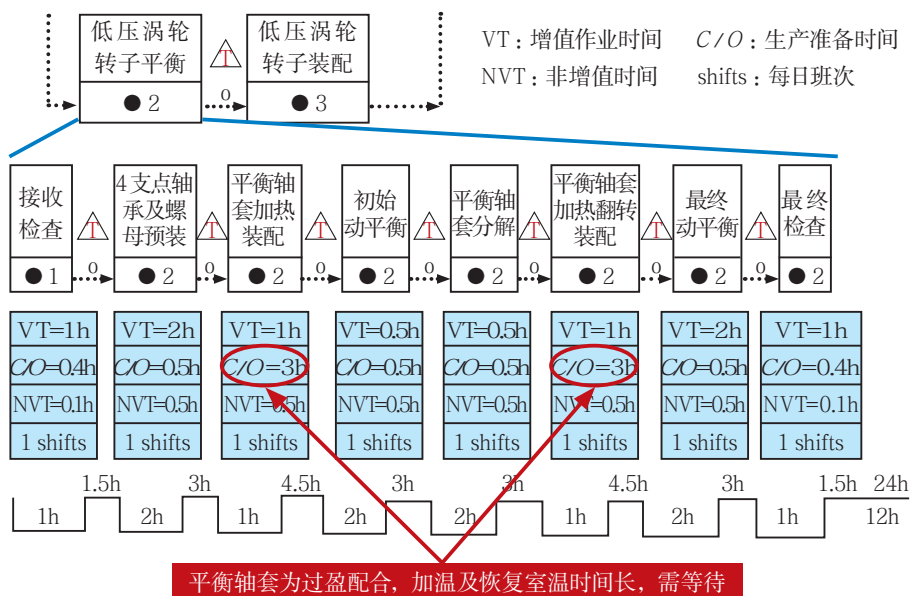 低压涡轮
转子平衡
T
低压涡轮
转子装配
2
o
3
VT：增值作业时间 C/O：生产准备时间
NVT：非增值时间 shifts：每日班次
接收
检查
T
4支点轴
承及螺
母预装
T
平衡轴
套加热
装配
T
初始
动平衡
T
平衡轴
套分解
T
平衡轴套
加热翻转
装配
T
最终
动平衡
T
最终
检查
1 o 2 o 2 o 2 o 2 o 2 o 2 o 2
VT=1h VT=2h VT=1h VT=0.5h VT=0.5h VT=1h VT=2h VT=1h
C/O=0.4h C/O=0.5h C/O=3h C/O=0.5h C/O=0.5h C/O=3h C/O=0.5h C/O=0.4h
NVT=0.1h NVT=0.5h NVT=0.5h NVT=0.5h NVT=0.5h NVT=0.5h NVT=0.5h NVT=0.1h
1 shifts 1 shifts 1 shifts 1 shifts 1 shifts 1 shifts 1 shifts 1 shifts
1.5h 3h 4.5h 3h 3h 4.5h 3h 1.5h 24h
1h 2h 1h 2h 2h 1h 2h 1h 12h
平衡轴套为过盈配合，加温及恢复室温时间长，需等待